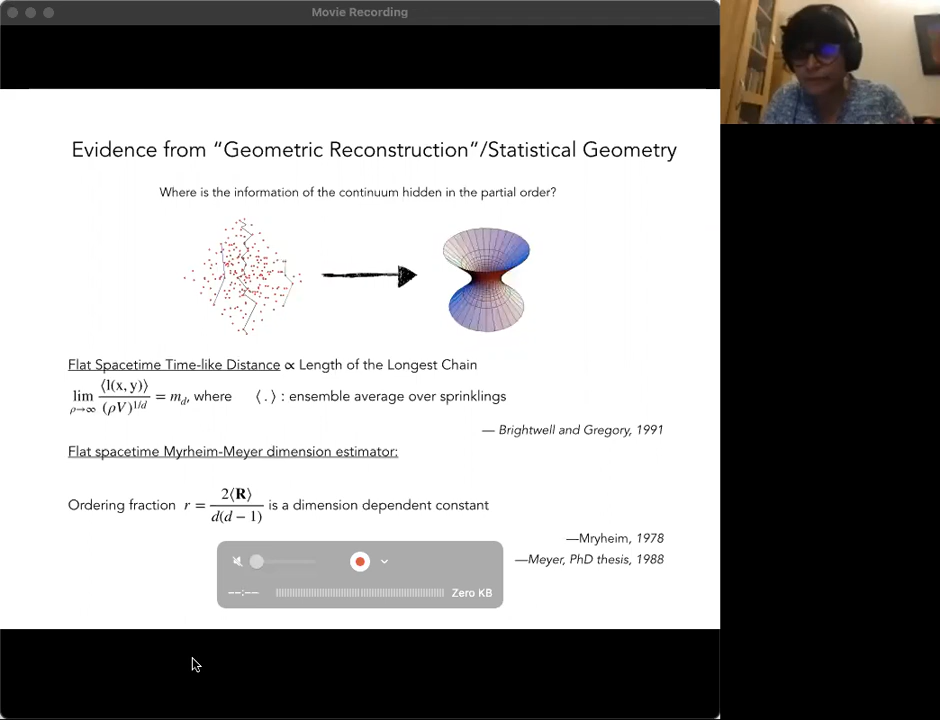 Movie Recording
Evidence from “Geometric Reconstruction”/Statistical Geometry
Where is the information of the continuum hidden in the partial order?
Flat Spacetime Time-like Distance ∝ Length of the Longest Chain
lim ρ→∞ ⟨l(x, y)⟩ / (ρV)^{1/d} = m_d, where ⟨ . ⟩ : ensemble average over sprinklings
— Brightwell and Gregory, 1991
Flat spacetime Myrheim-Meyer dimension estimator:
Ordering fraction r = 2⟨R⟩ / d(d − 1) is a dimension dependent constant
—Mryheim, 1978
—Meyer, PhD thesis, 1988
--:-- Zero KB